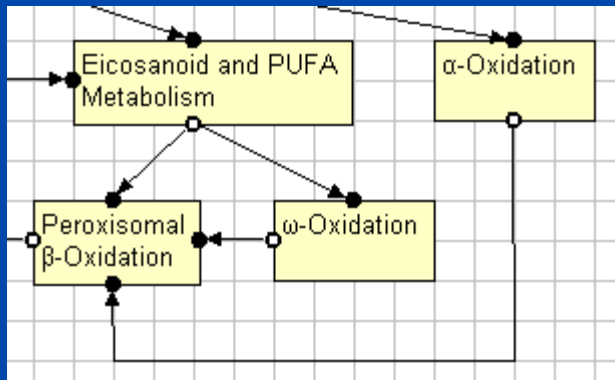 Eicosanoid and PUFA
Metabolism
α-Oxidation
Peroxisomal
β-Oxidation
ω-Oxidation